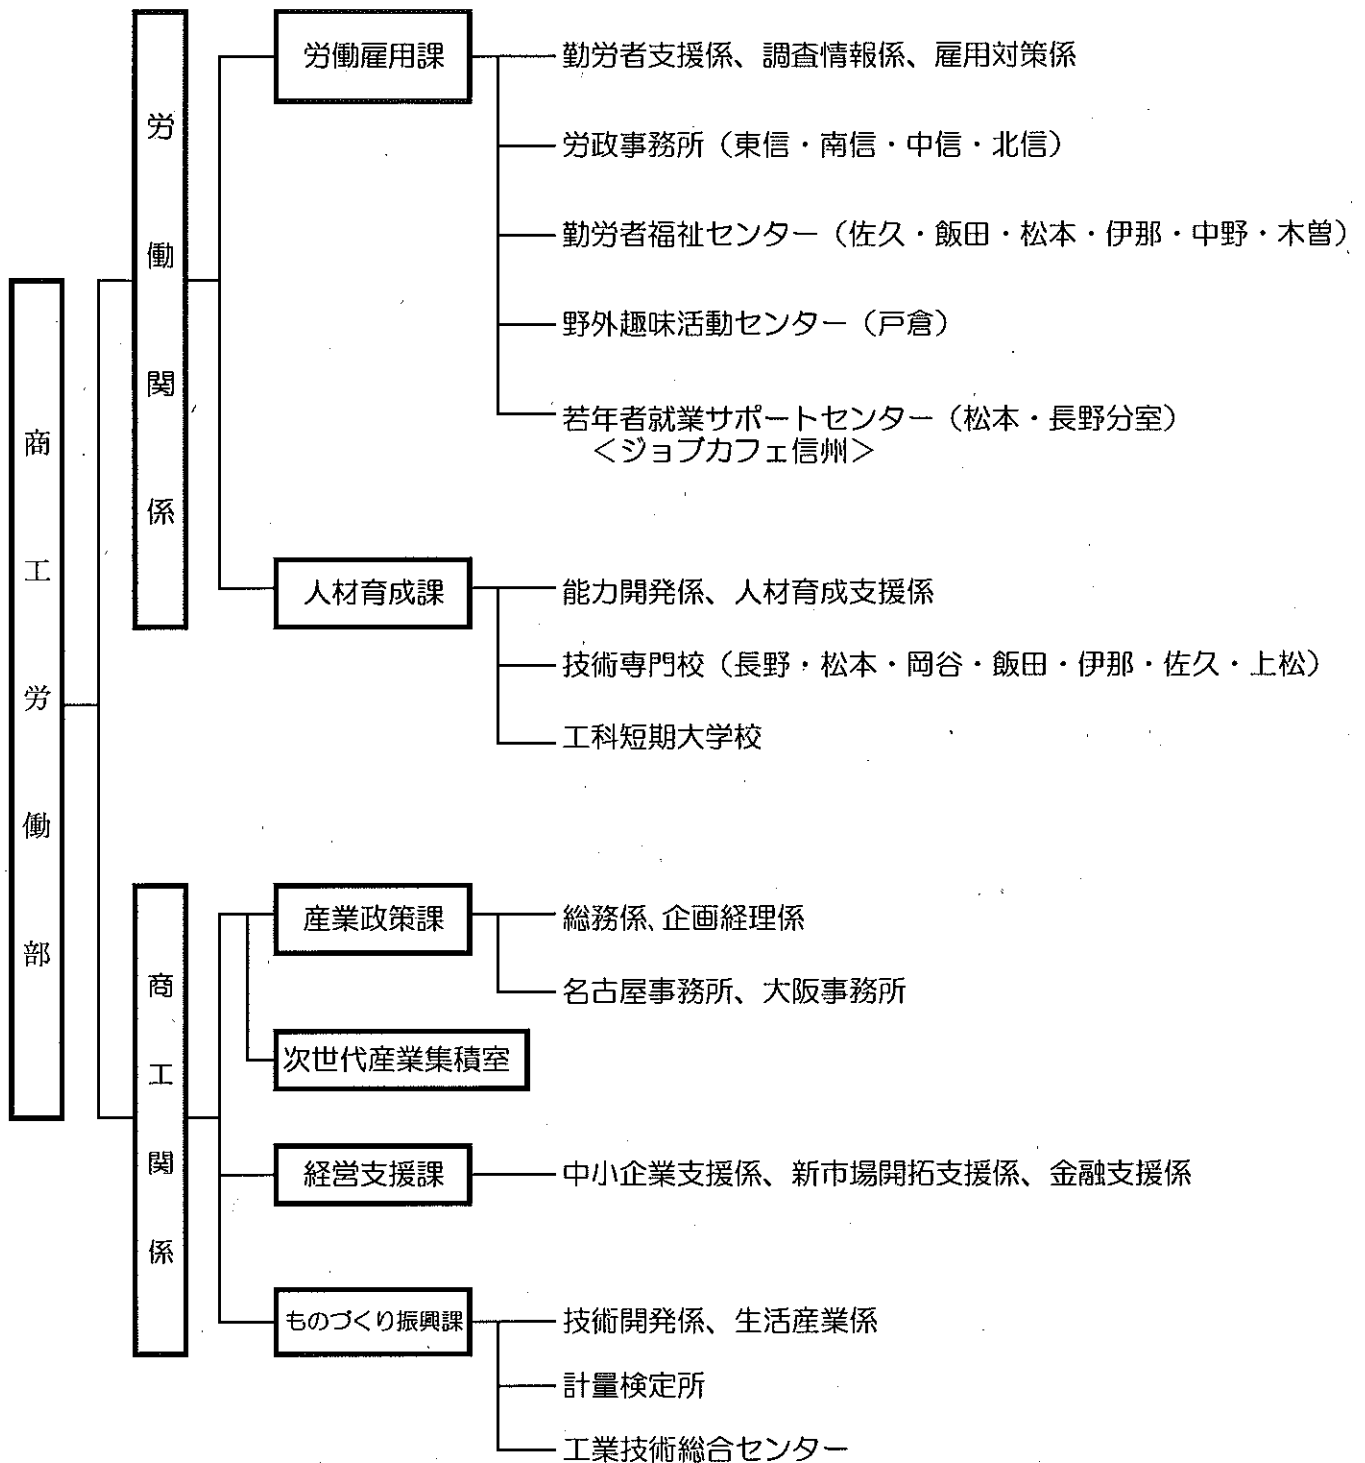 商工労働部
労働関係
労働雇用課
勤労者支援係、調査情報係、雇用対策係
労政事務所（東信・南信・中信・北信）
勤労者福祉センター（佐久・飯田・松本・伊那・中野・木曽）
野外趣味活動センター（戸倉）
若年者就業サポートセンター（松本・長野分室）
＜ジョブカフェ信州＞
人材育成課
能力開発係、人材育成支援係
技術専門校（長野・松本・岡谷・飯田・伊那・佐久・上松）
工科短期大学校
商工関係
産業政策課
総務係、企画経理係
名古屋事務所、大阪事務所
次世代産業集積室
経営支援課
中小企業支援係、新市場開拓支援係、金融支援係
ものづくり振興課
技術開発係、生活産業係
計量検定所
工業技術総合センター